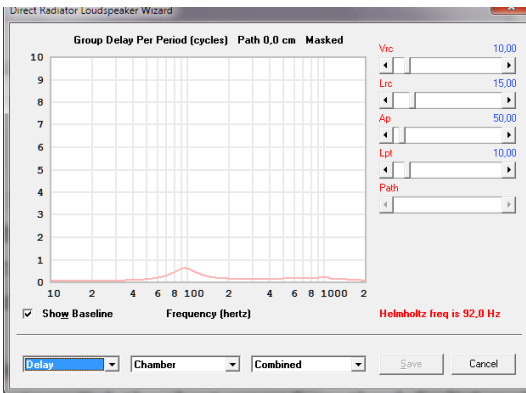 Direct Radiator Loudspeaker Wizard
Group Delay Per Period (cycles) Path 0,0 cm Masked
10
9
8
7
6
5
4
3
2
1
0
10 2 4 6 8 100 2 4 6 8 1000 2
Show Baseline
Frequency (hertz)
Vrc 10,00
Lrc 15,00
Ap 50,00
Lpt 10,00
Path
Helmholtz freq is 92,0 Hz
Delay
Chamber
Combined
Save
Cancel